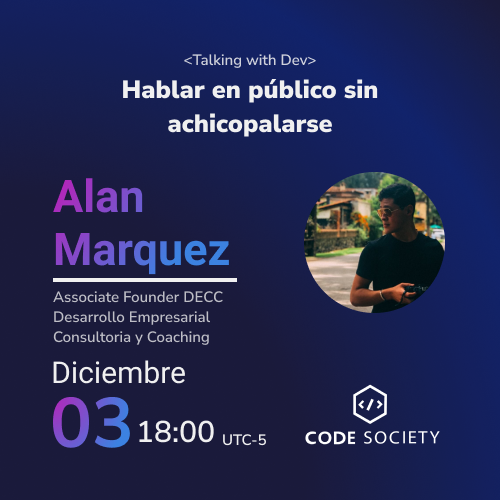 <Talking with Dev>
Hablar en público sin
achicopalarse
Alan
Marquez
Associate Founder DECC
Desarrollo Empresarial
Consultoria y Coaching
Diciembre
03 18:00 UTC-5
</>
CODE SOCIETY